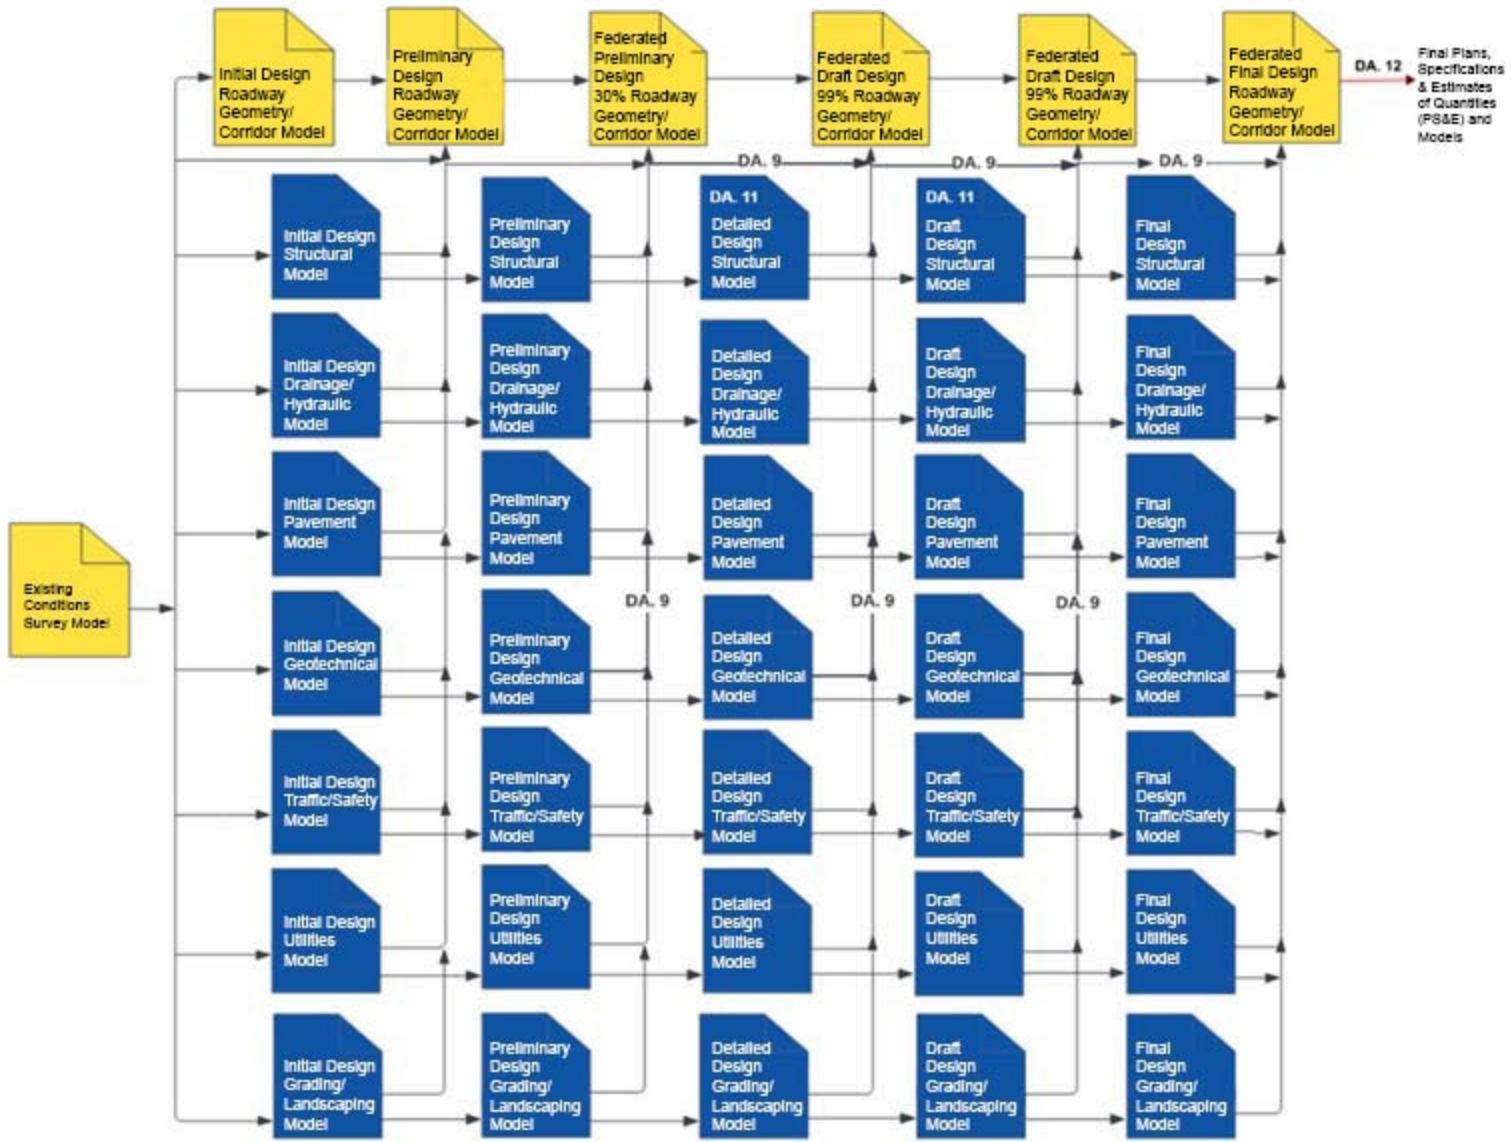 Initial Design
Roadway
Geometry/
Corridor Model
Preliminary
Design
Roadway
Geometry/
Corridor Model
Federated
Preliminary
Design
30% Roadway
Geometry/
Corridor Model
Federated
Draft Design
99% Roadway
Geometry/
Corridor Model
Federated
Draft Design
99% Roadway
Geometry/
Corridor Model
Federated
Final Design
Roadway
Geometry/
Corridor Model
DA. 12
Final Plans,
Specifications
& Estimates
of Quantities
(PS&E) and
Models
DA. 9
DA. 9
DA. 9
Initial Design
Structural
Model
Preliminary
Design
Structural
Model
DA. 11
Detailed
Design
Structural
Model
DA. 11
Draft
Design
Structural
Model
Final
Design
Structural
Model
Initial Design
Drainage/
Hydraulic
Model
Preliminary
Design
Drainage/
Hydraulic
Model
Detailed
Design
Drainage/
Hydraulic
Model
Draft
Design
Drainage/
Hydraulic
Model
Final
Design
Drainage/
Hydraulic
Model
Initial Design
Pavement
Model
Preliminary
Design
Pavement
Model
Detailed
Design
Pavement
Model
Draft
Design
Pavement
Model
Final
Design
Pavement
Model
Existing
Conditions
Survey Model
DA. 9
DA. 9
DA. 9
Initial Design
Geotechnical
Model
Preliminary
Design
Geotechnical
Model
Detailed
Design
Geotechnical
Model
Draft
Design
Geotechnical
Model
Final
Design
Geotechnical
Model
Initial Design
Traffic/Safety
Model
Preliminary
Design
Traffic/Safety
Model
Detailed
Design
Traffic/Safety
Model
Draft
Design
Traffic/Safety
Model
Final
Design
Traffic/Safety
Model
Initial Design
Utilities
Model
Preliminary
Design
Utilities
Model
Detailed
Design
Utilities
Model
Draft
Design
Utilities
Model
Final
Design
Utilities
Model
Initial Design
Grading/
Landscaping
Model
Preliminary
Design
Grading/
Landscaping
Model
Detailed
Design
Grading/
Landscaping
Model
Draft
Design
Grading/
Landscaping
Model
Final
Design
Grading/
Landscaping
Model